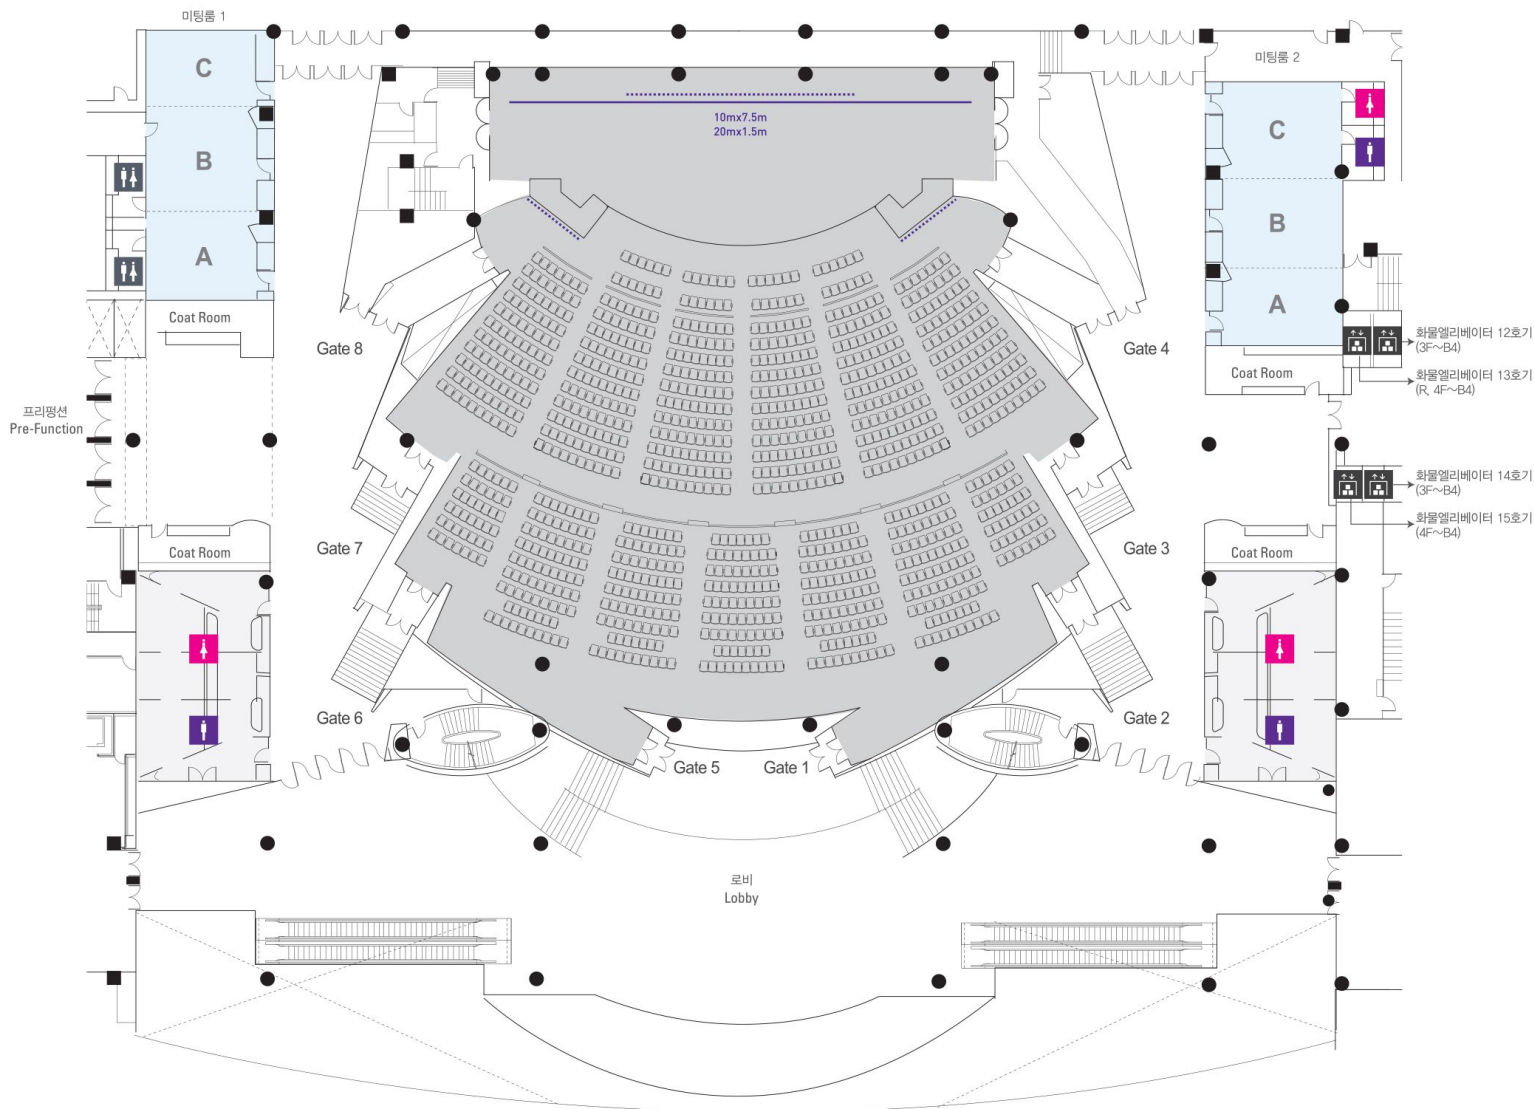 미팅룸 1
C
B
A
Coat Room
프리펑션
Pre-Function
Coat Room
10mx7.5m
20mx1.5m
Gate 8
Gate 7
Gate 6
Gate 5
Gate 1
Gate 4
Gate 3
Gate 2
미팅룸 2
C
B
A
Coat Room
화물엘리베이터 12호기
(3F~B4)
화물엘리베이터 13호기
(R, 4F~B4)
화물엘리베이터 14호기
(3F~B4)
화물엘리베이터 15호기
(4F~B4)
Coat Room
로비
Lobby